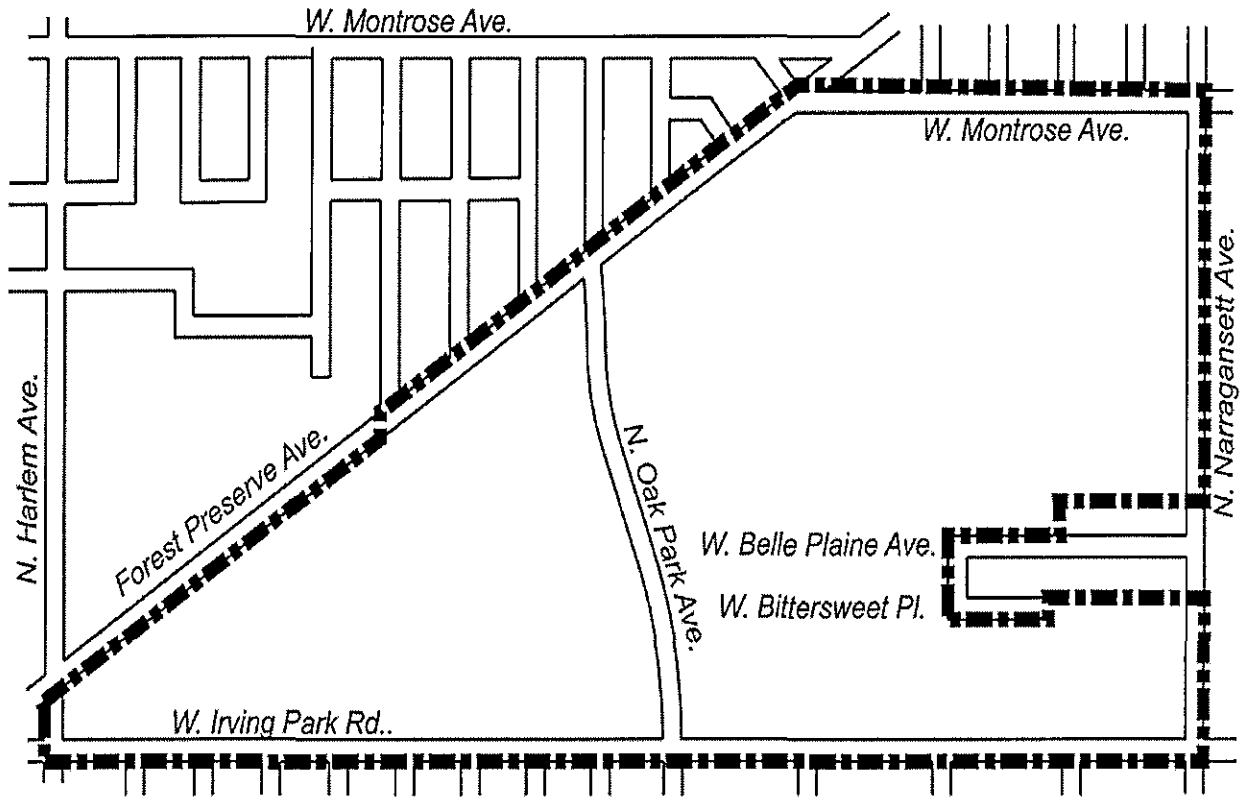 W. Montrose Ave.
W. Montrose Ave.
N. Narragansett Ave.
N. Harlem Ave.
Forest Preserve Ave.
N. Oak Park Ave.
W. Belle Plaine Ave.
W. Bittersweet Pl.
W. Irving Park Rd..